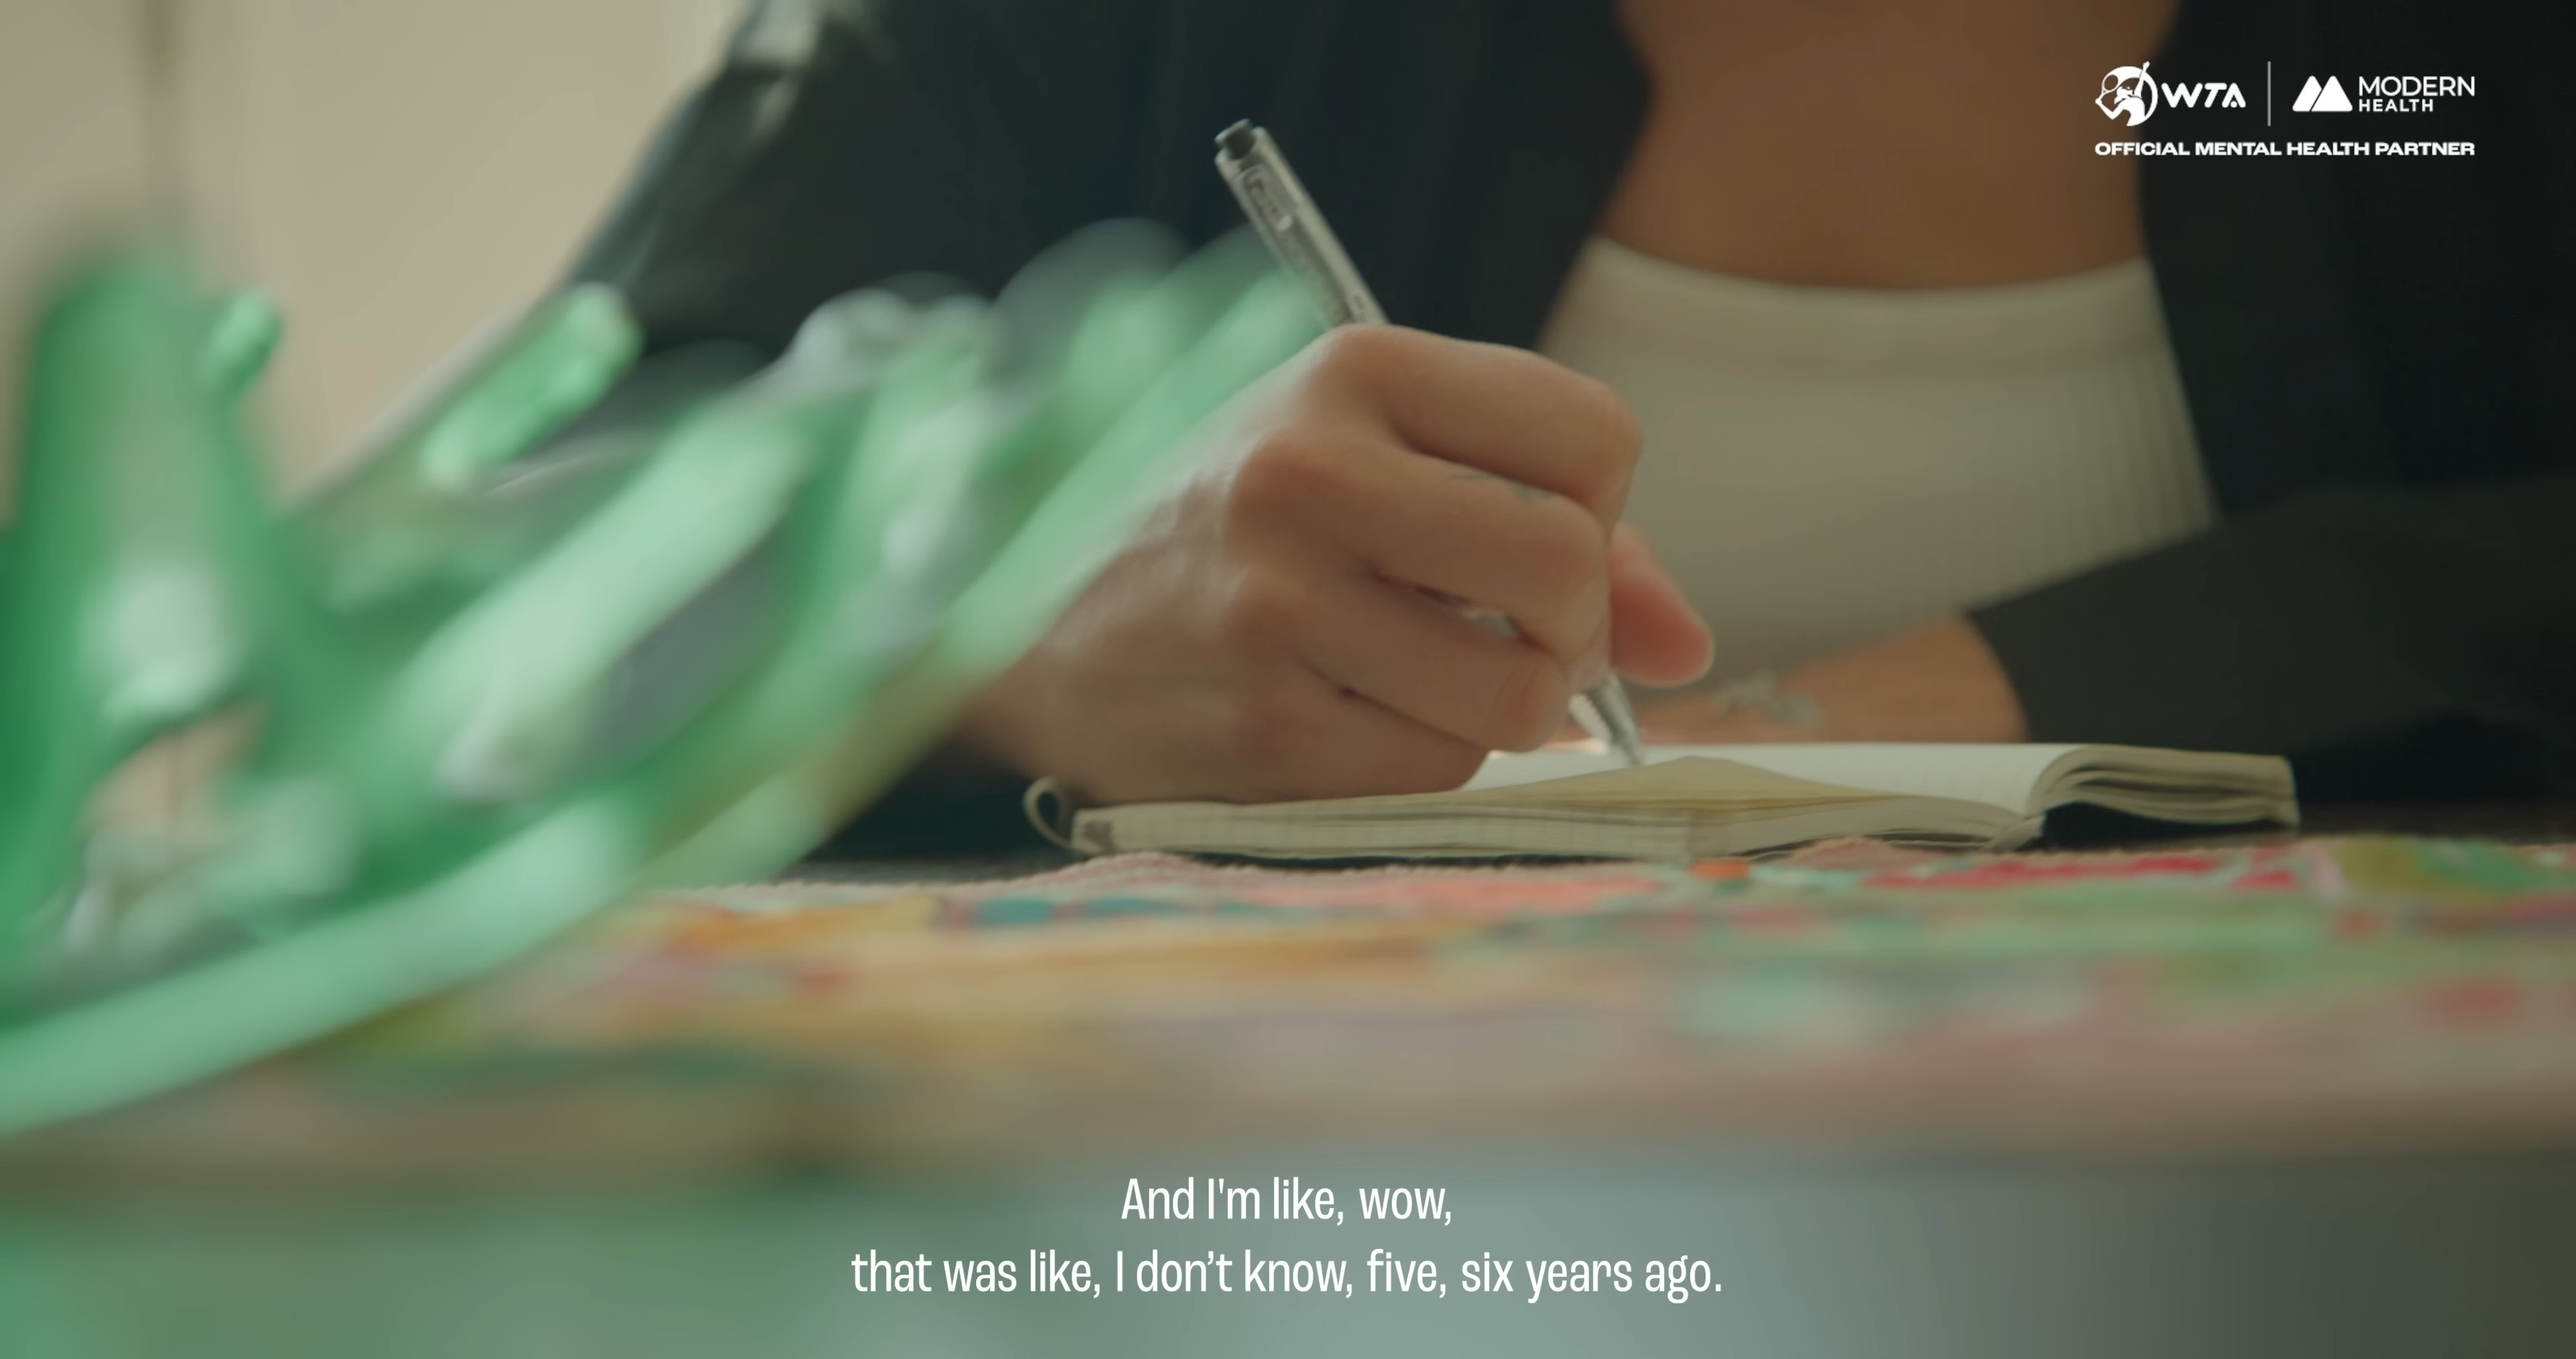 WTA
MODERN
HEALTH
OFFICIAL MENTAL HEALTH PARTNER
And I'm like, wow,
that was like, I don’t know, five, six years ago.